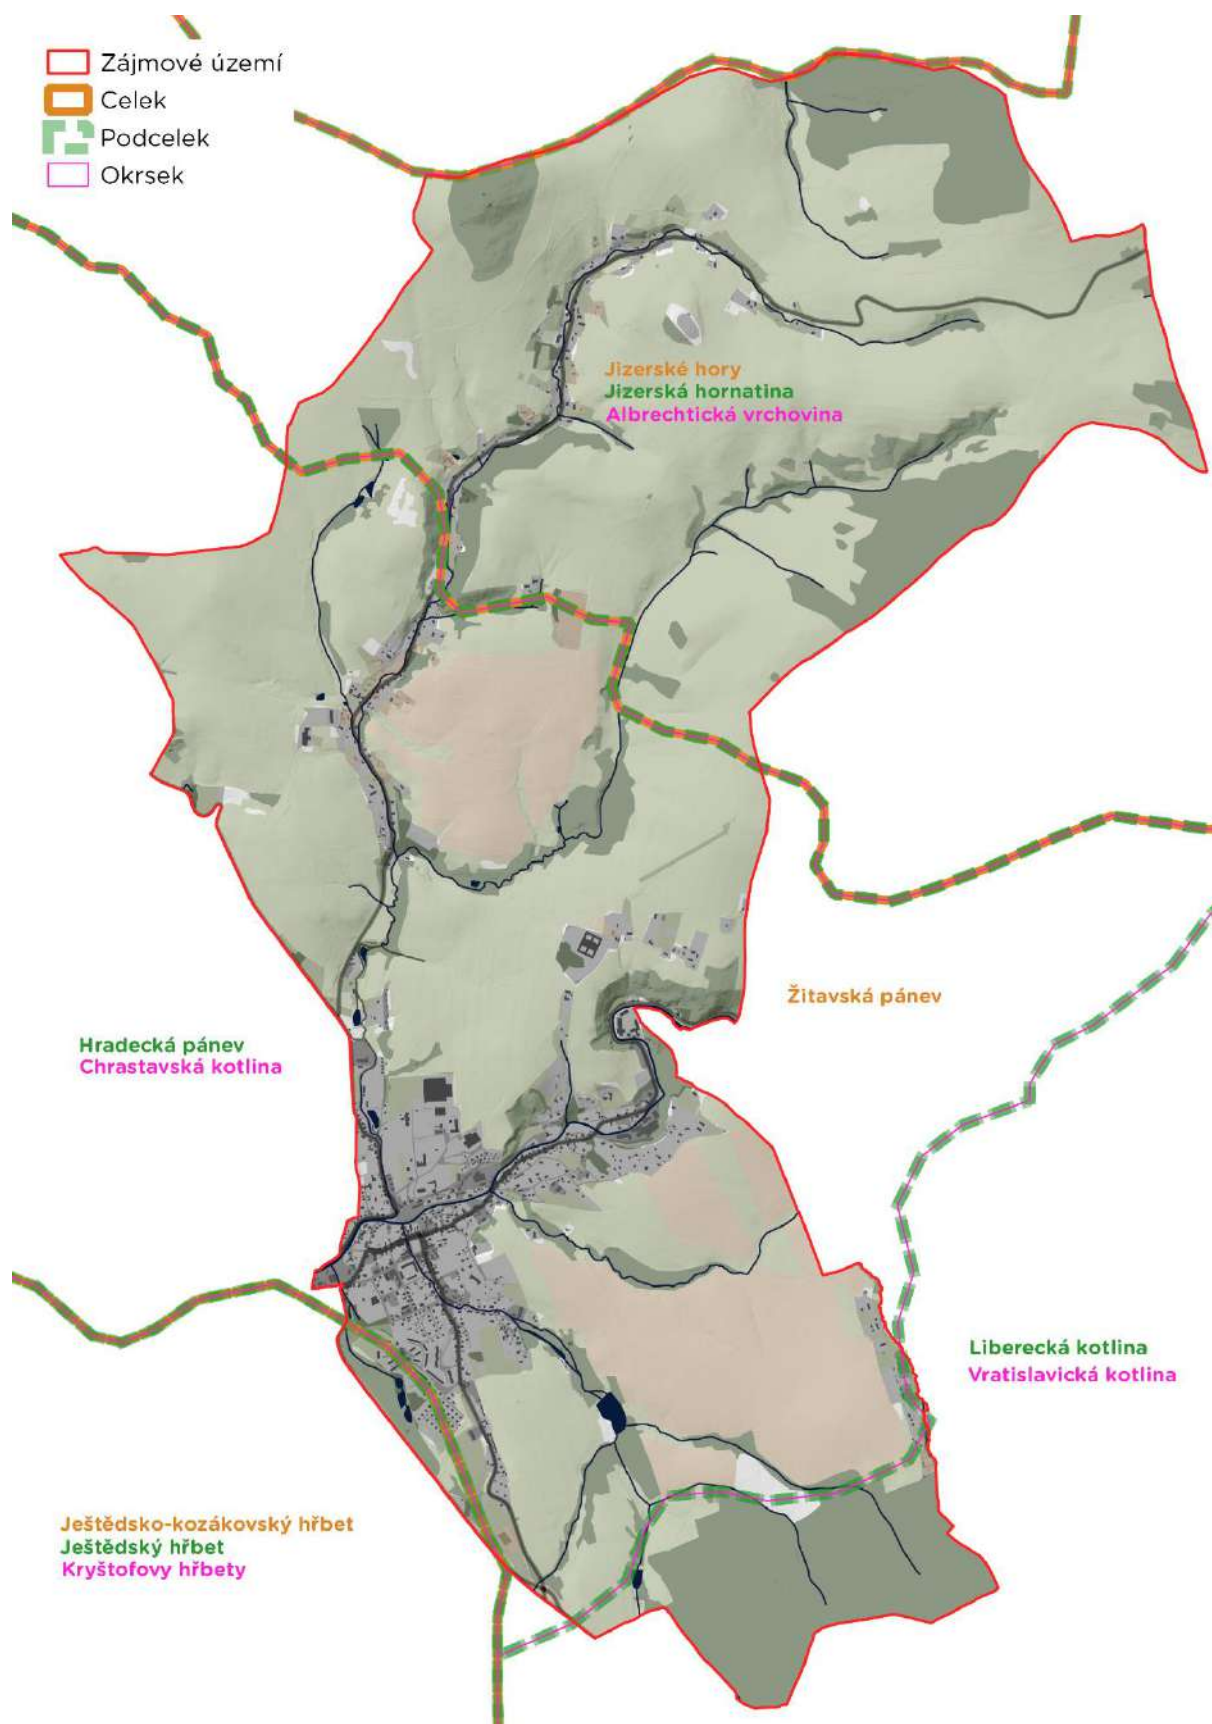 Zájmové území
Celek
Podcelek
Okrsek
Jizerské hory
Jizerská hornatina
Albrechtická vrchovina
Žitavská pánev
Hradecká pánev
Chrastavská kotlina
Liberecká kotlina
Vratislavická kotlina
Ještědsko-kozákovský hřbet
Ještědský hřbet
Kryštofovy hřbety